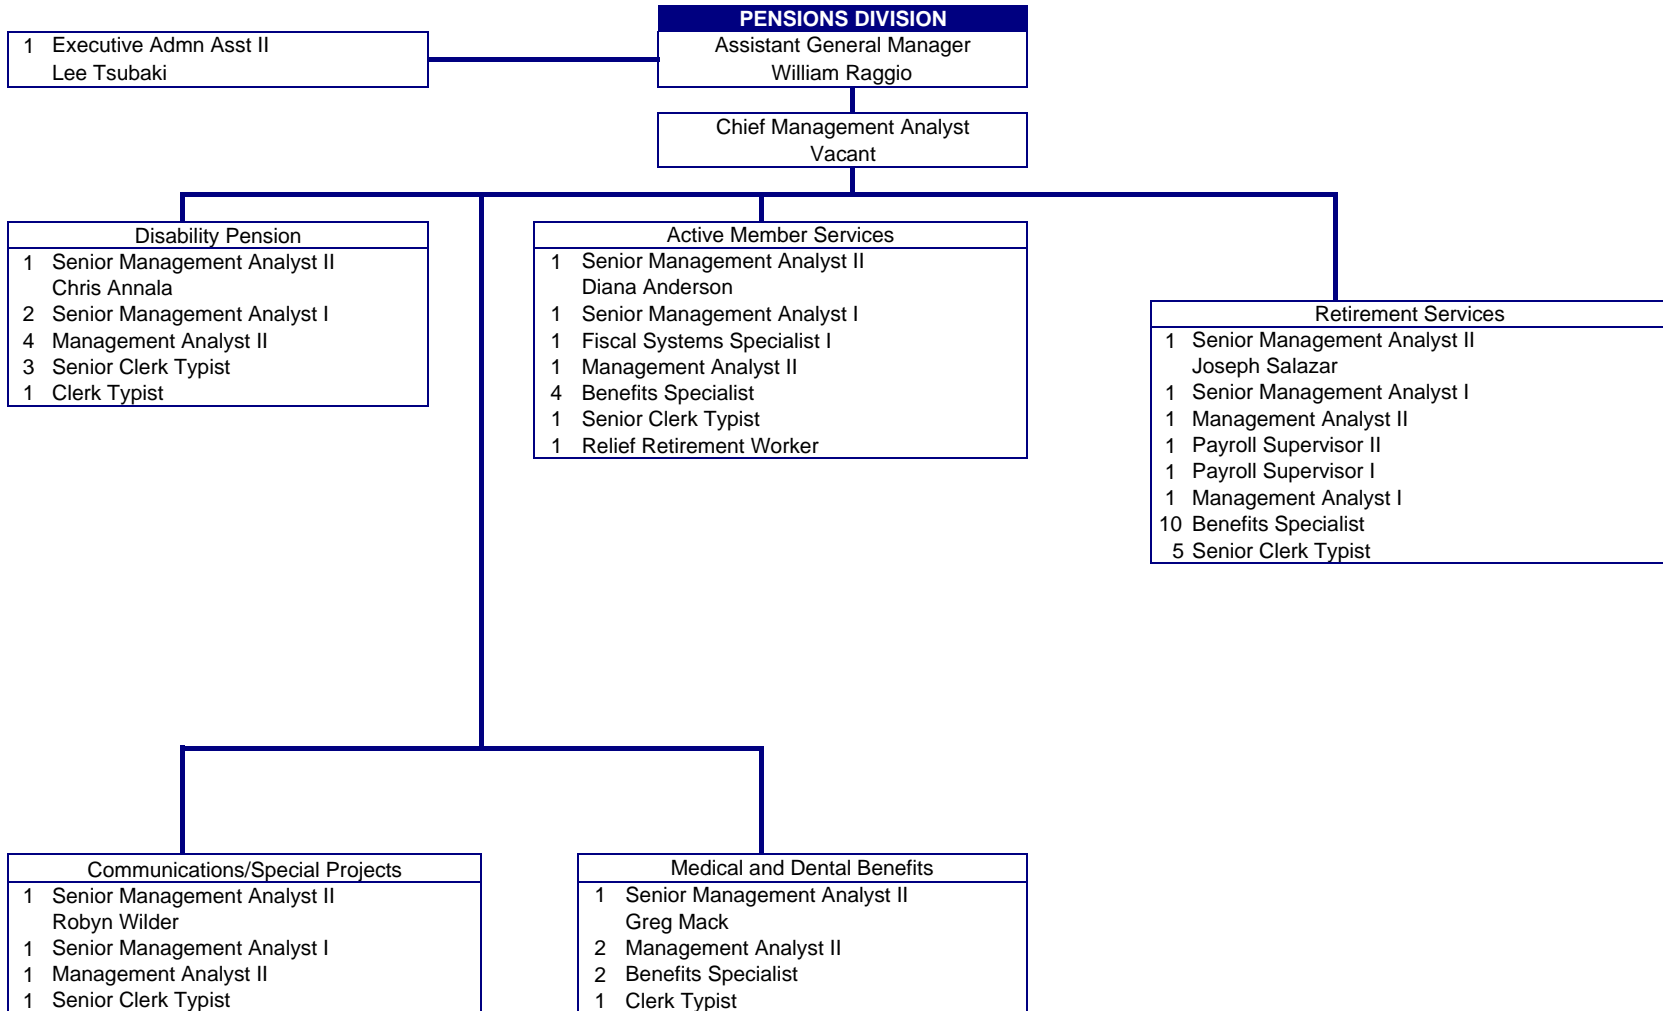 PENSIONS DIVISION
Assistant General Manager
William Raggio
1 Executive Admn Asst II
Lee Tsubaki
Chief Management Analyst
Vacant
Disability Pension
1 Senior Management Analyst II
Chris Annala
2 Senior Management Analyst I
4 Management Analyst II
3 Senior Clerk Typist
1 Clerk Typist
Active Member Services
1 Senior Management Analyst II
Diana Anderson
1 Senior Management Analyst I
1 Fiscal Systems Specialist I
1 Management Analyst II
4 Benefits Specialist
1 Senior Clerk Typist
1 Relief Retirement Worker
Retirement Services
1 Senior Management Analyst II
Joseph Salazar
1 Senior Management Analyst I
1 Management Analyst II
1 Payroll Supervisor II
1 Payroll Supervisor I
1 Management Analyst I
10 Benefits Specialist
5 Senior Clerk Typist
Communications/Special Projects
1 Senior Management Analyst II
Robyn Wilder
1 Senior Management Analyst I
1 Management Analyst II
1 Senior Clerk Typist
Medical and Dental Benefits
1 Senior Management Analyst II
Greg Mack
2 Management Analyst II
2 Benefits Specialist
1 Clerk Typist